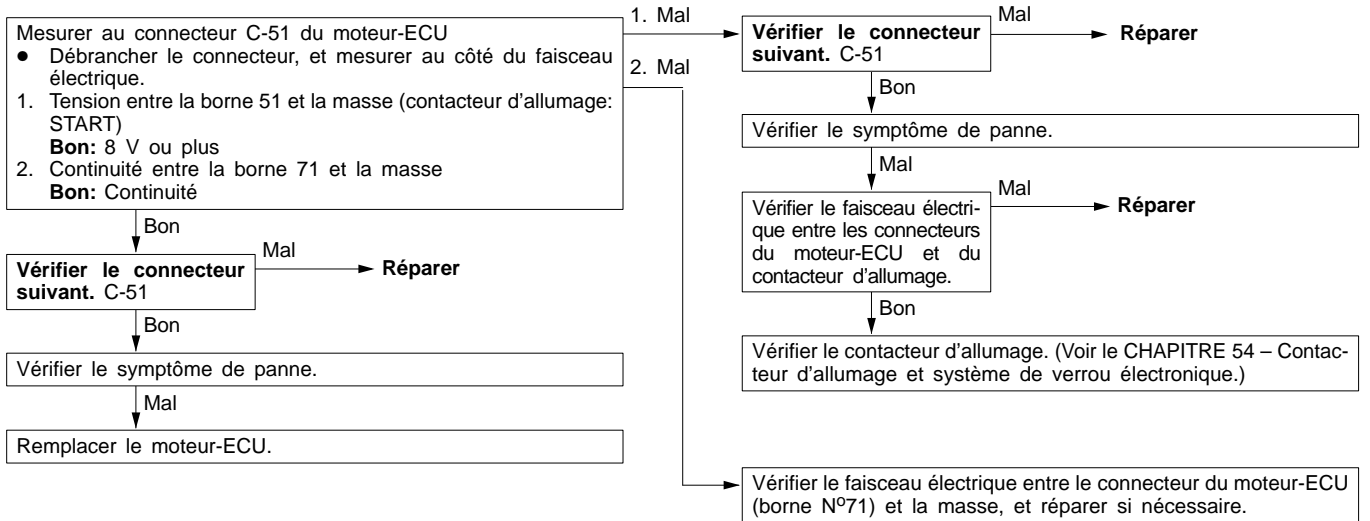 Mesurer au connecteur C-51 du moteur-ECU
● Débrancher le connecteur, et mesurer au côté du faisceau
électrique.
1. Tension entre la borne 51 et la masse (contacteur d'allumage:
START)
Bon: 8 V ou plus
2. Continuité entre la borne 71 et la masse
Bon: Continuité
1. Mal
2. Mal
Bon
Vérifier le connecteur
suivant. C-51
Mal
Réparer
Bon
Vérifier le symptôme de panne.
Mal
Remplacer le moteur-ECU.
Vérifier le connecteur
suivant. C-51
Mal
Réparer
Bon
Vérifier le symptôme de panne.
Mal
Vérifier le faisceau électri-
que entre les connecteurs
du moteur-ECU et du
contacteur d'allumage.
Mal
Réparer
Bon
Vérifier le contacteur d'allumage. (Voir le CHAPITRE 54 – Contac-
teur d'allumage et système de verrou électronique.)
Vérifier le faisceau électrique entre le connecteur du moteur-ECU
(borne Nº71) et la masse, et réparer si nécessaire.